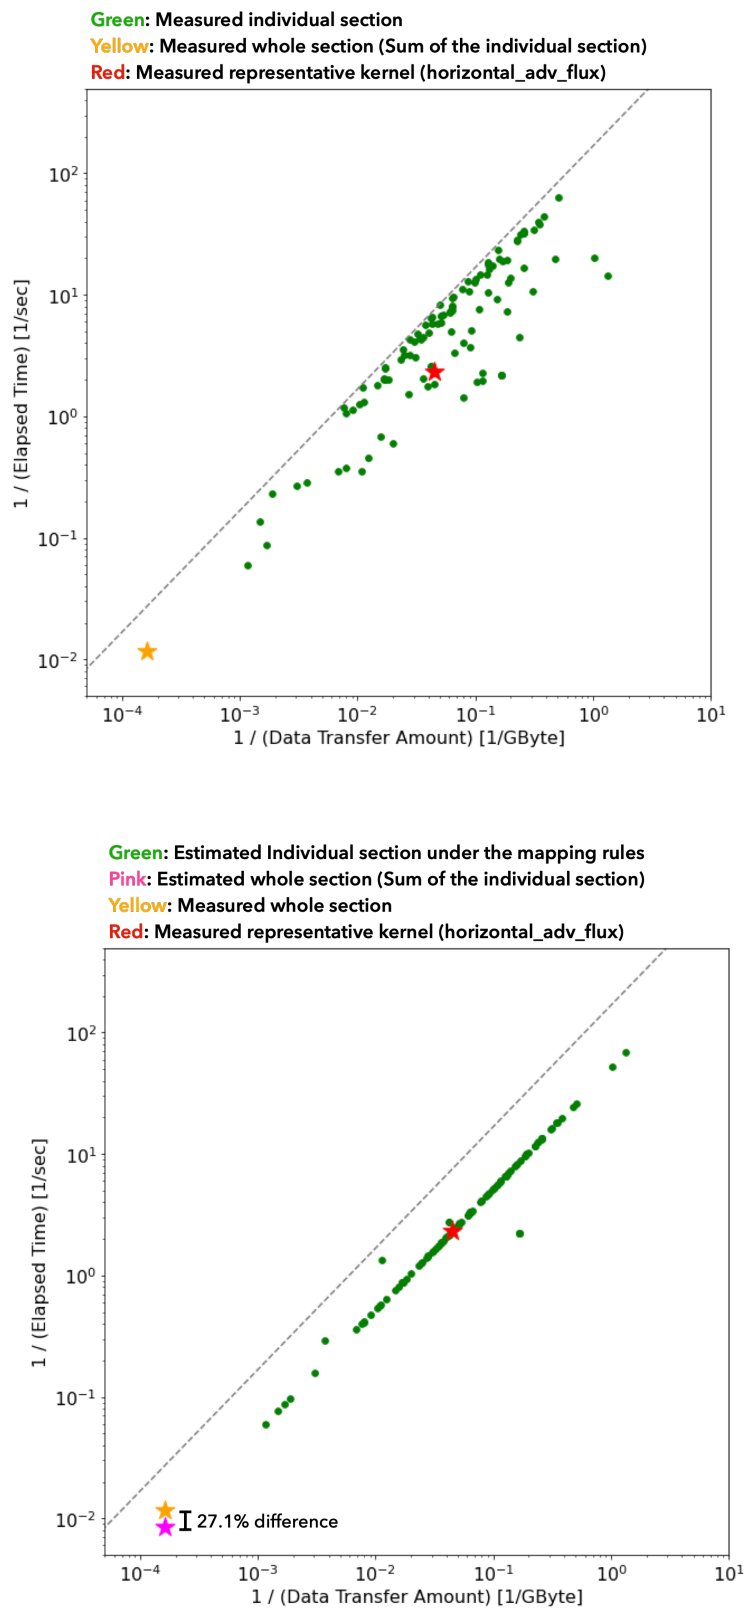 Green: Measured individual section
Yellow: Measured whole section (Sum of the individual section)
Red: Measured representative kernel (horizontal_adv_flux)
1 / (Elapsed Time) [1/sec]
10²
10¹
10⁰
10⁻¹
10⁻²
10⁻⁴ 10⁻³ 10⁻² 10⁻¹ 10⁰ 10¹
1 / (Data Transfer Amount) [1/GByte]
Green: Estimated Individual section under the mapping rules
Pink: Estimated whole section (Sum of the individual section)
Yellow: Measured whole section
Red: Measured representative kernel (horizontal_adv_flux)
1 / (Elapsed Time) [1/sec]
10²
10¹
10⁰
10⁻¹
10⁻²
27.1% difference
10⁻⁴ 10⁻³ 10⁻² 10⁻¹ 10⁰ 10¹
1 / (Data Transfer Amount) [1/GByte]